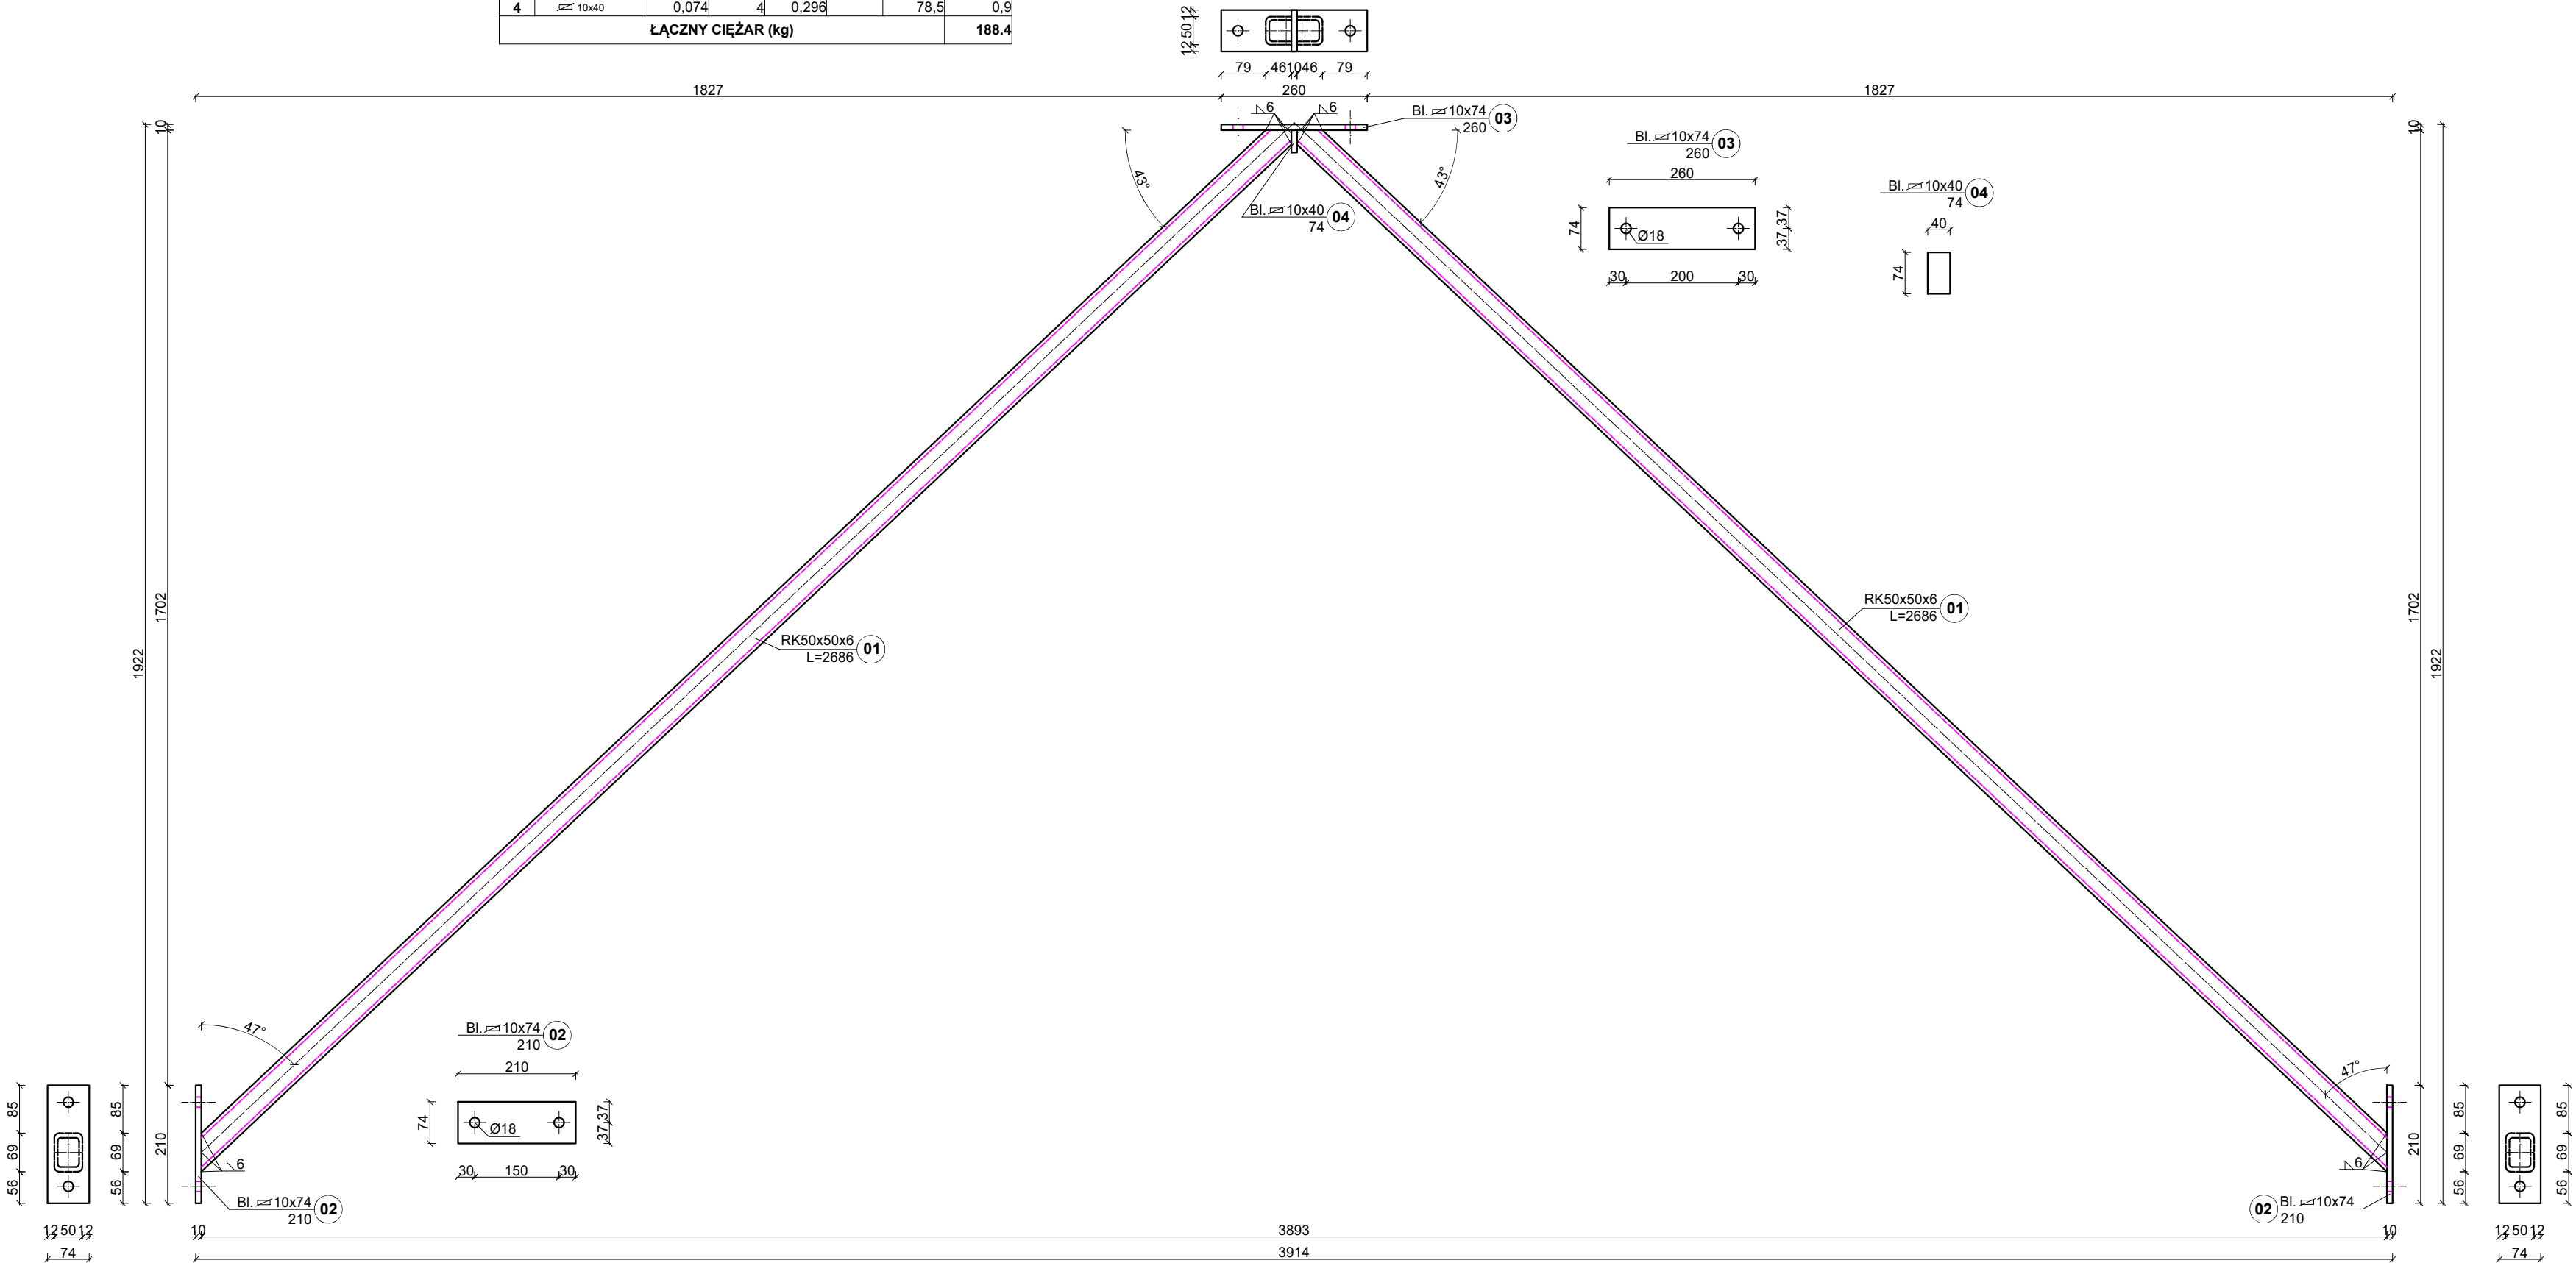 4 10x40 0,074 4 0,296 78,5 0,9
ŁĄCZNY CIĘŻAR (kg) 188.4
12 50 12
79 46 10 46 79
1827 260 1827
10
6 6
Bl. 10x74 03
260
10
43°
43°
Bl. 10x40 04
74
Bl. 10x74 03
260
260
74
Ø18
37 37
30 200 30
Bl. 10x40 04
74
40
74
1922
1702
RK50x50x6 01
L=2686
RK50x50x6 01
L=2686
1702
1922
47°
47°
Bl. 10x74 02
210
210
74
Ø18
37 37
30 150 30
85
69
56
85
69
56
210
6
Bl. 10x74 02
210
12 50 12
74
6
02 Bl. 10x74
210
210
85
69
56
85
69
56
12 50 12
74
10 3893 10
3914